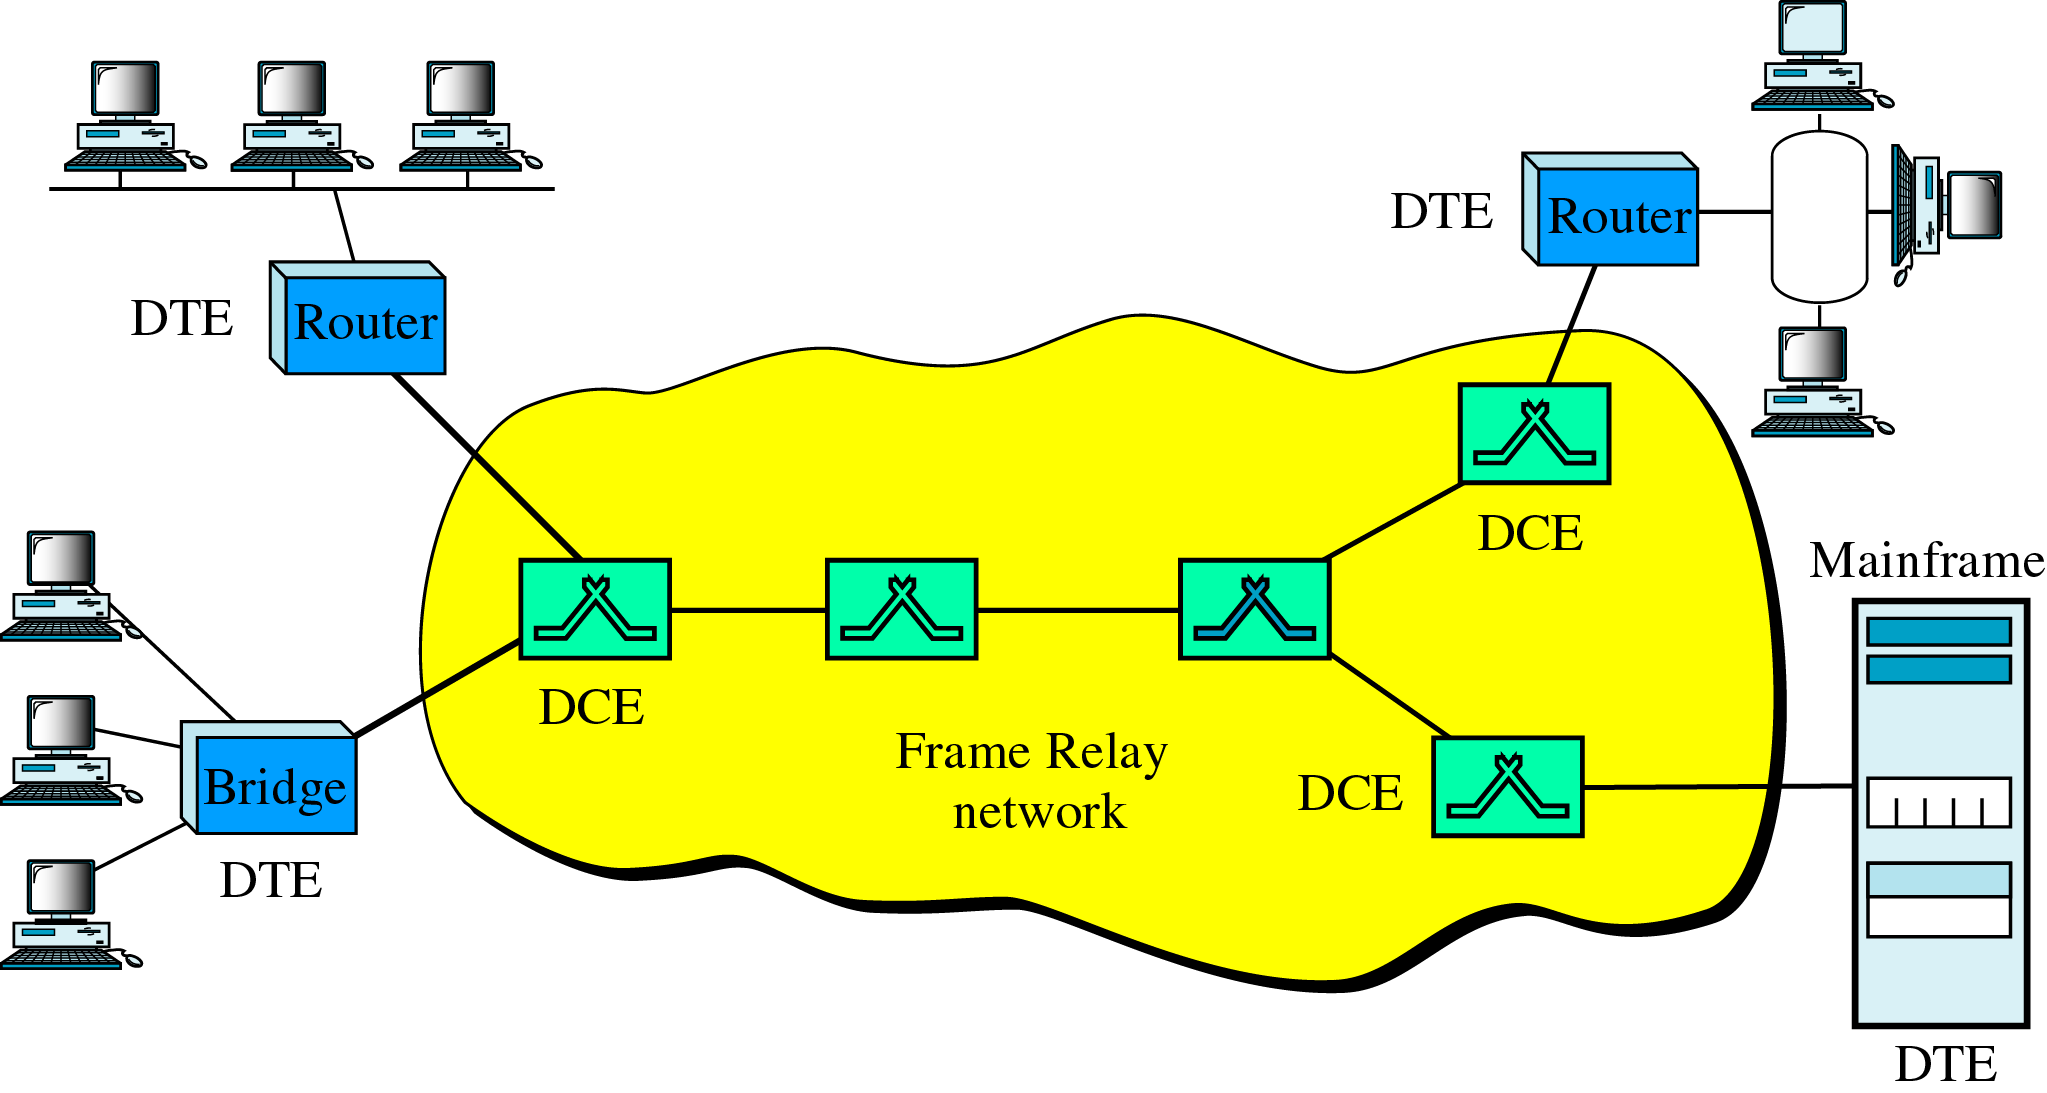 DTE
Router
DTE
Router
DCE
Mainframe
DCE
Frame Relay
network
DCE
Bridge
DTE
DTE